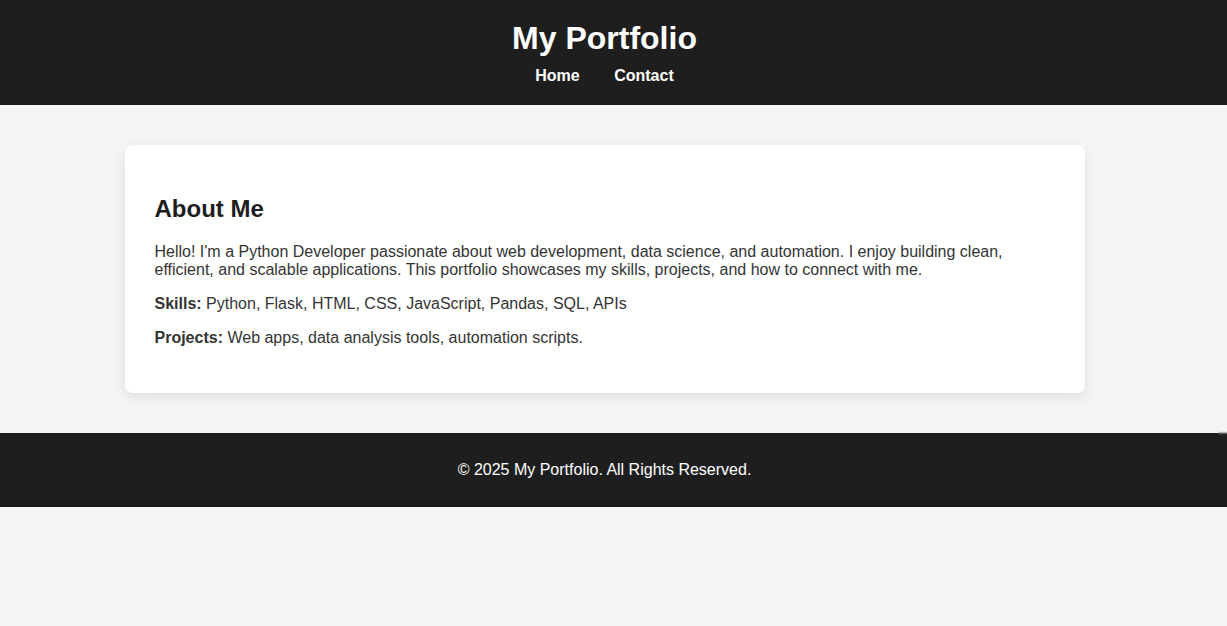 My Portfolio
Home Contact
About Me
Hello! I'm a Python Developer passionate about web development, data science, and automation. I enjoy building clean,
efficient, and scalable applications. This portfolio showcases my skills, projects, and how to connect with me.
Skills: Python, Flask, HTML, CSS, JavaScript, Pandas, SQL, APIs
Projects: Web apps, data analysis tools, automation scripts.
© 2025 My Portfolio. All Rights Reserved.